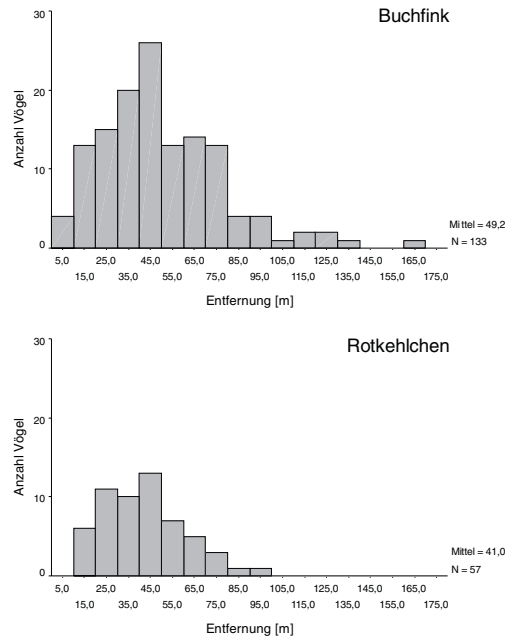 Buchfink
30
20
10
0
Anzahl Vögel
Mittel = 49,2
N = 133
5,0 25,0 45,0 65,0 85,0 105,0 125,0 145,0 165,0
15,0 35,0 55,0 75,0 95,0 115,0 135,0 155,0 175,0
Entfernung [m]
Rotkehlchen
30
20
10
0
Anzahl Vögel
Mittel = 41,0
N = 57
5,0 25,0 45,0 65,0 85,0 105,0 125,0 145,0 165,0
15,0 35,0 55,0 75,0 95,0 115,0 135,0 155,0 175,0
Entfernung [m]